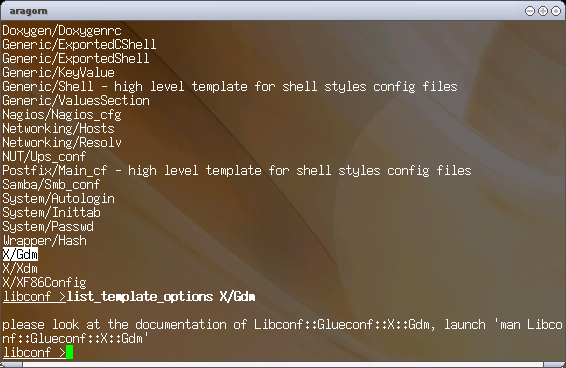 aragorn
Doxygen/Doxygenrc
Generic/ExportedCShell
Generic/ExportedShell
Generic/KeyValue
Generic/Shell - high level template for shell styles config files
Generic/ValuesSection
Nagios/Nagios_cfg
Networking/Hosts
Networking/Resolv
NUT/Ups_conf
Postfix/Main_cf - high level template for shell styles config files
Samba/Smb_conf
System/Autologin
System/Inittab
System/Passwd
Wrapper/Hash
X/Gdm
X/Xdm
X/XF86Config
libconf >list_template_options X/Gdm
please look at the documentation of Libconf::Glueconf::X::Gdm, launch 'man Libco
nf::Glueconf::X::Gdm'
libconf >